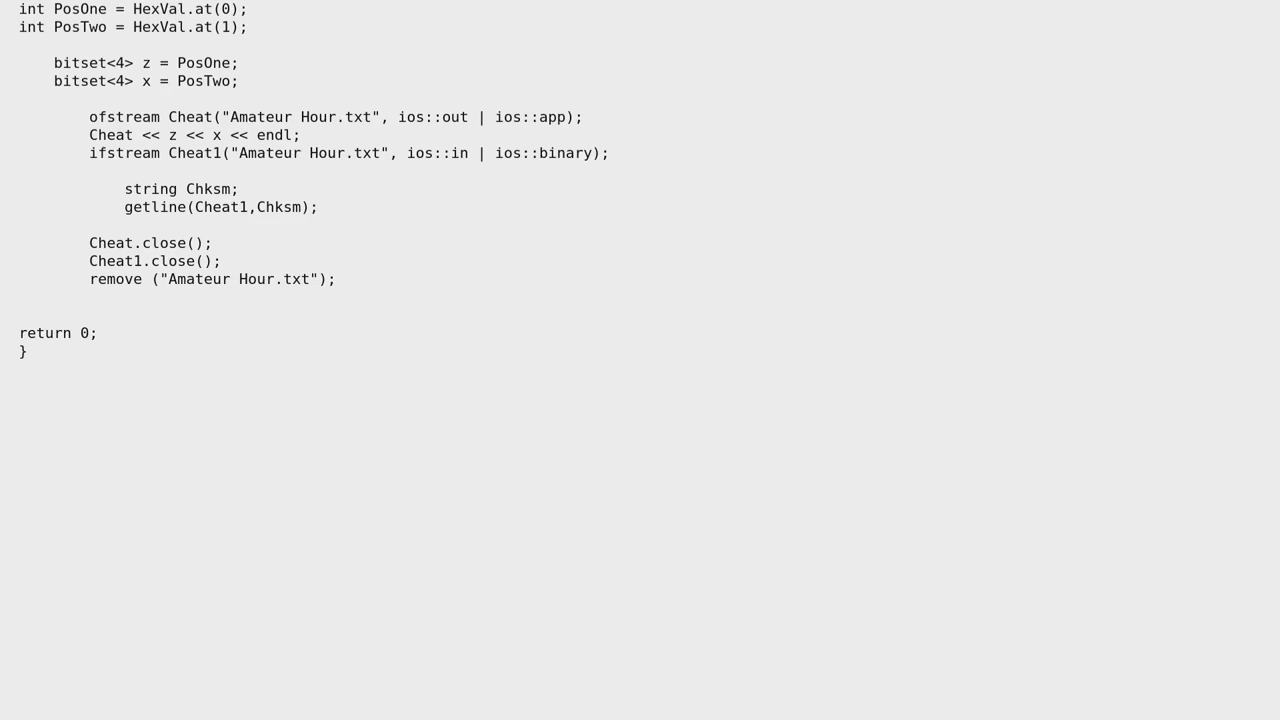 int PosOne = HexVal.at(0);
int PosTwo = HexVal.at(1);
bitset<4> z = PosOne;
bitset<4> x = PosTwo;
ofstream Cheat("Amateur Hour.txt", ios::out | ios::app);
Cheat << z << x << endl;
ifstream Cheat1("Amateur Hour.txt", ios::in | ios::binary);
string Chksm;
getline(Cheat1,Chksm);
Cheat.close();
Cheat1.close();
remove ("Amateur Hour.txt");
return 0;
}